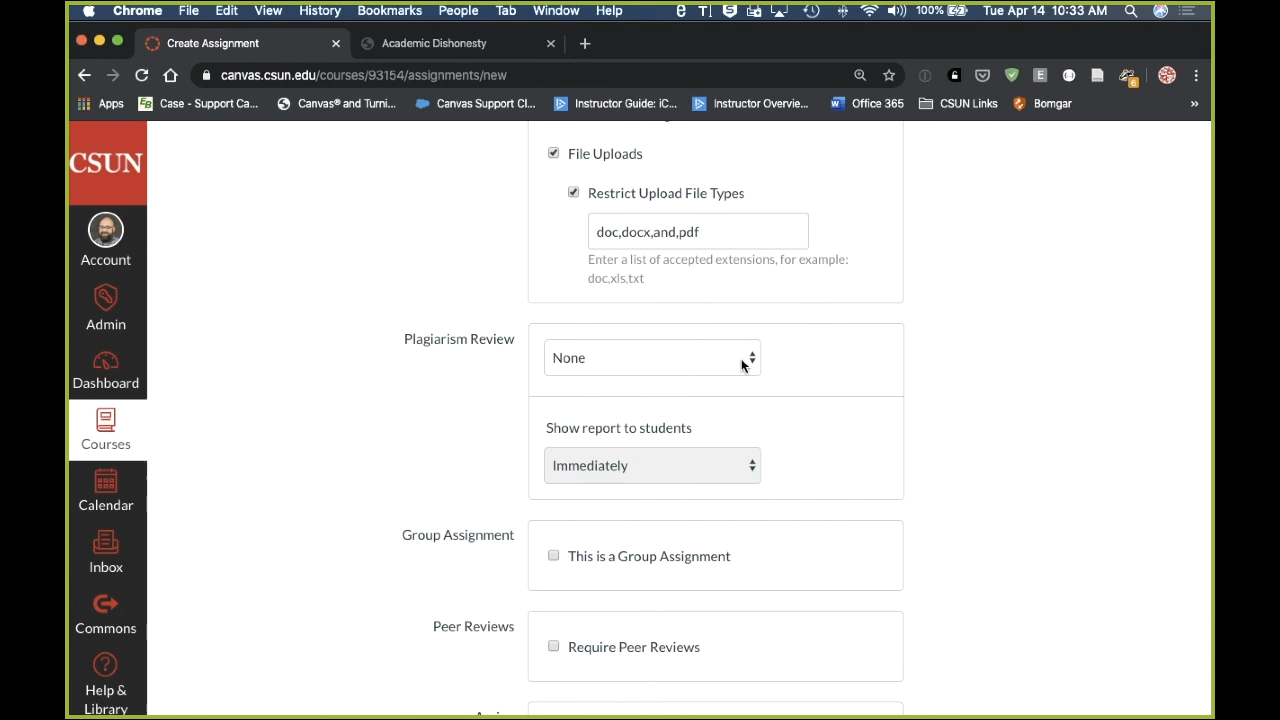 Chrome File Edit View History Bookmarks People Tab Window Help 100% Tue Apr 14 10:33 AM
Create Assignment Academic Dishonesty
canvas.csun.edu/courses/93154/assignments/new
Apps Case - Support Ca... Canvas® and Turni... Canvas Support Cl... Instructor Guide: iC... Instructor Overvie... Office 365 CSUN Links Bomgar »
CSUN
Account
Admin
Dashboard
Courses
Calendar
Inbox
Commons
Help &
Library
File Uploads
Restrict Upload File Types
doc,docx,and,pdf
Enter a list of accepted extensions, for example:
doc,xls,txt
Plagiarism Review
None
Show report to students
Immediately
Group Assignment
This is a Group Assignment
Peer Reviews
Require Peer Reviews